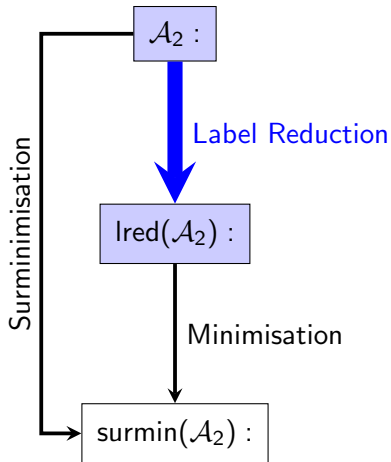 𝒜₂ :
Label Reduction
Surminimisation
lred(𝒜₂) :
Minimisation
surmin(𝒜₂) :